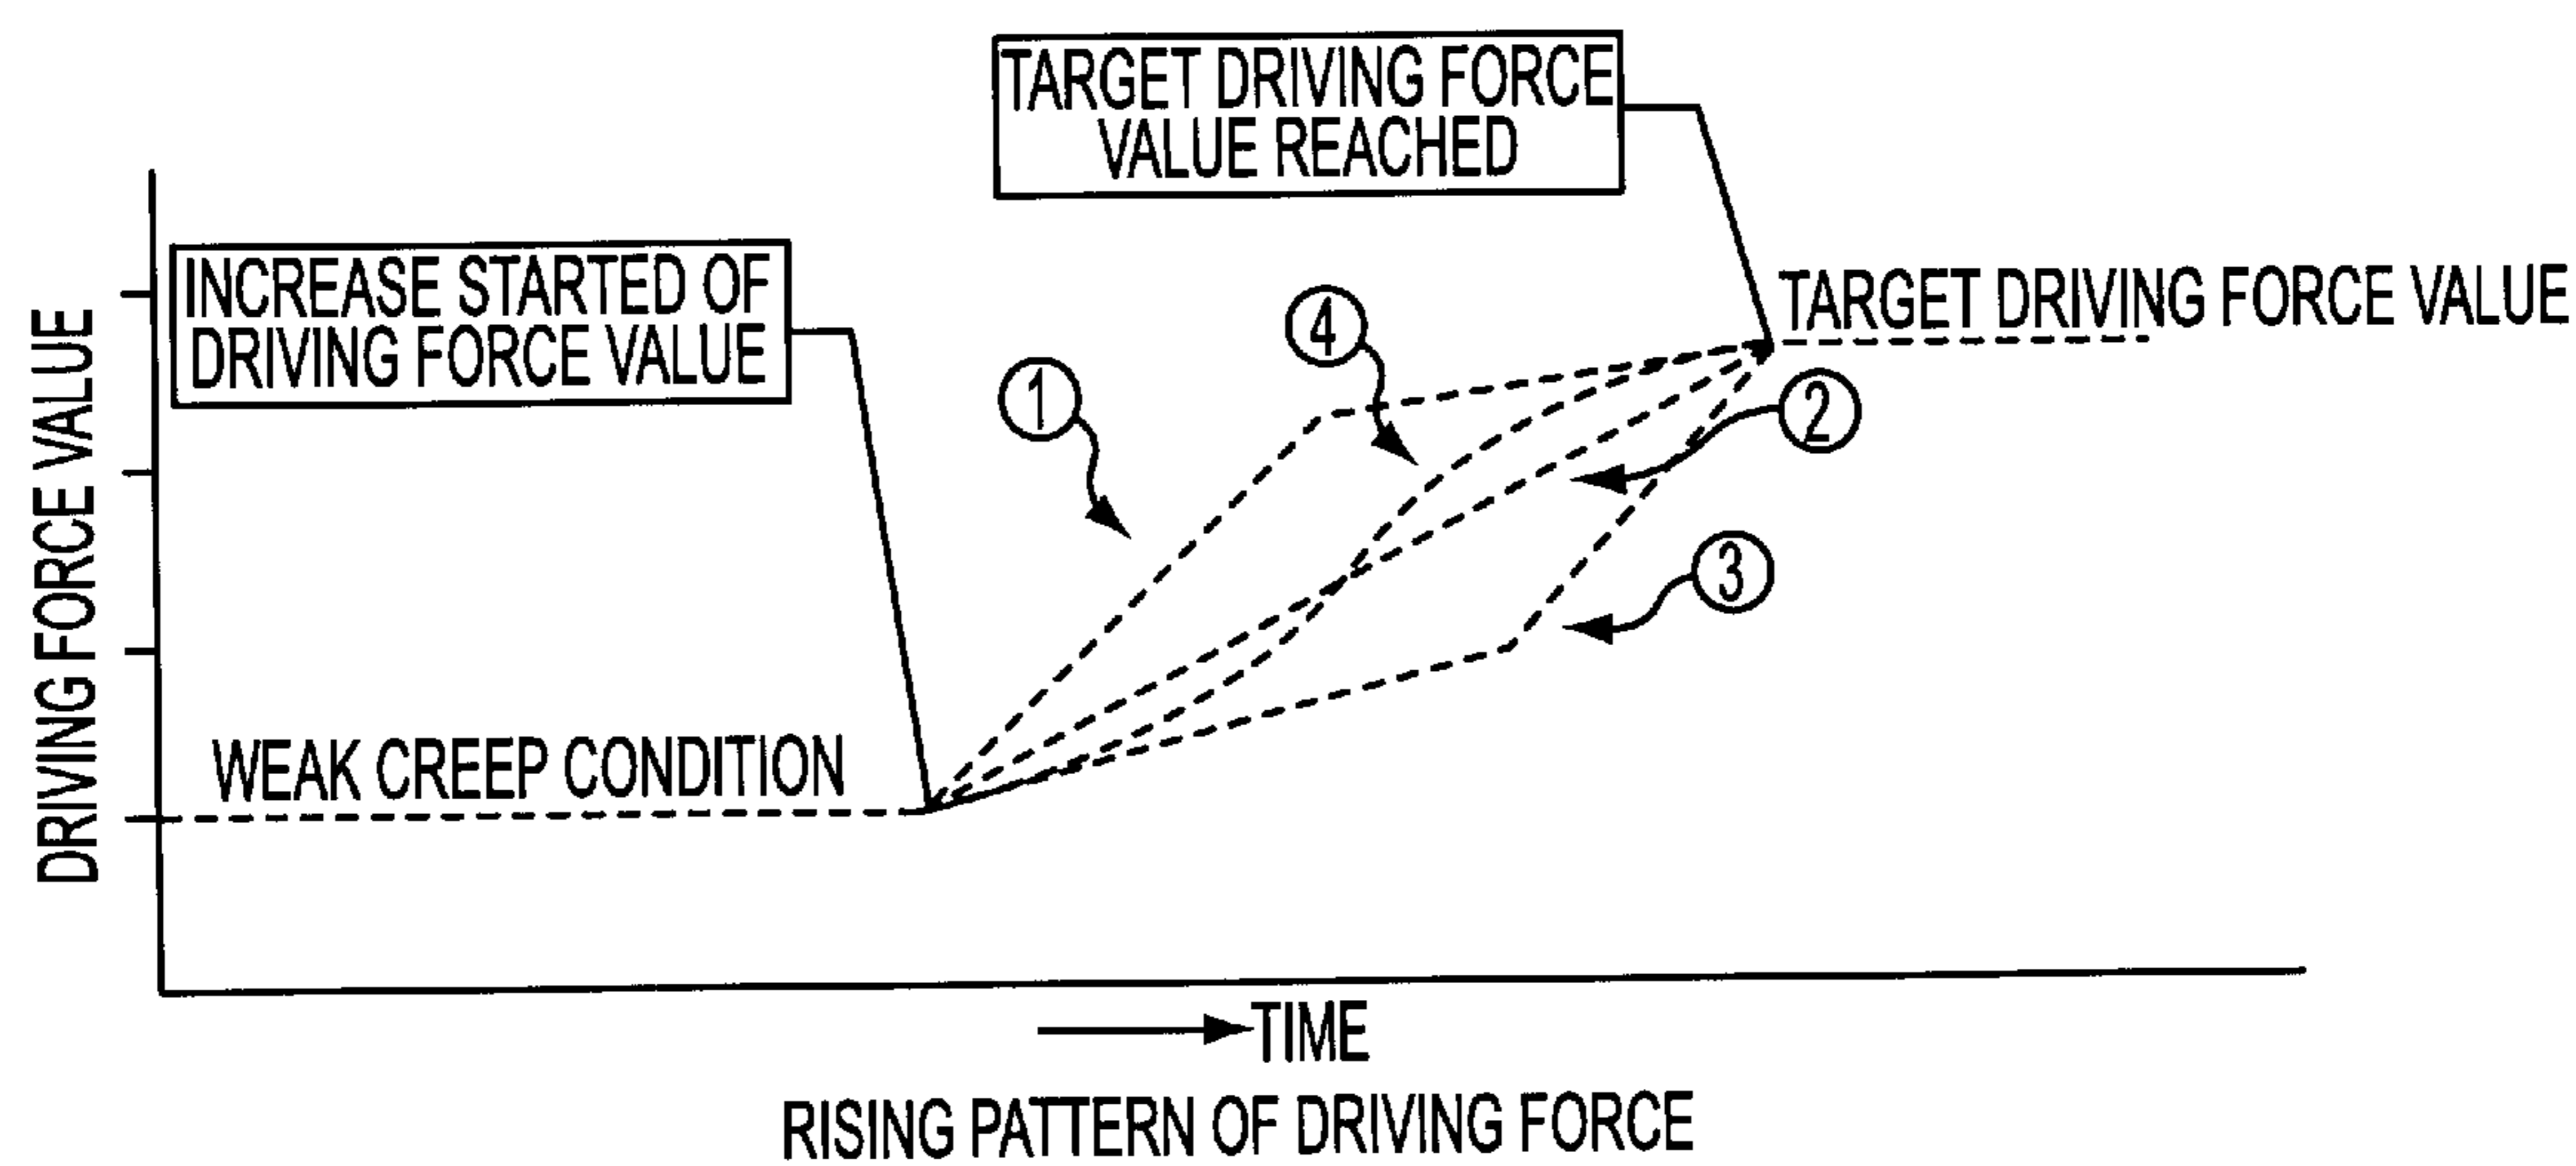 TARGET DRIVING FORCE
VALUE REACHED
INCREASE STARTED OF
DRIVING FORCE VALUE
TARGET DRIVING FORCE VALUE
④
①
②
③
DRIVING FORCE VALUE
WEAK CREEP CONDITION
TIME
RISING PATTERN OF DRIVING FORCE